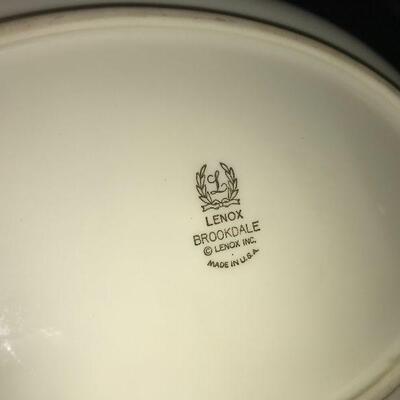 L
LENOX
BROOKDALE
© LENOX INC.
MADE IN U.S.A.